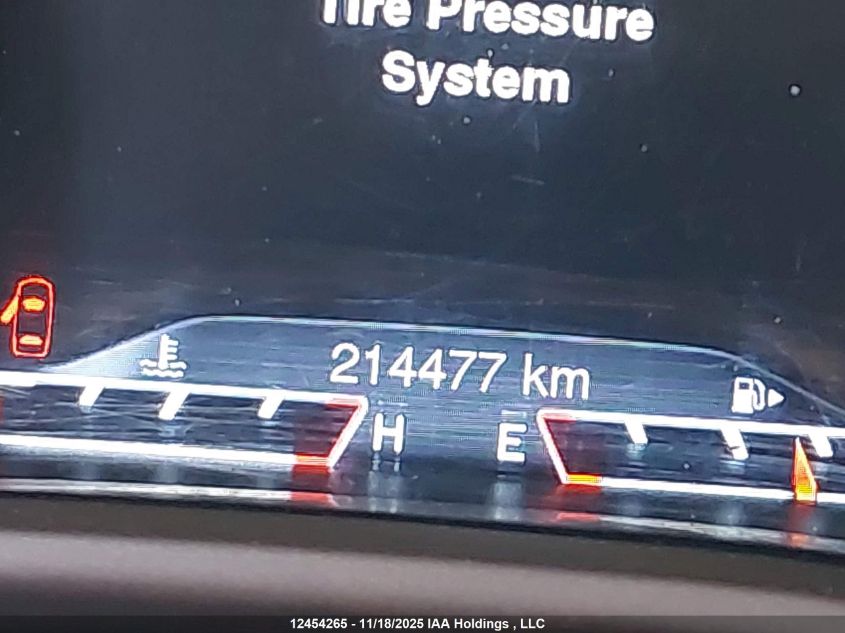 Tire Pressure
System
214477 km
H
E
12454265 - 11/18/2025 IAA Holdings , LLC